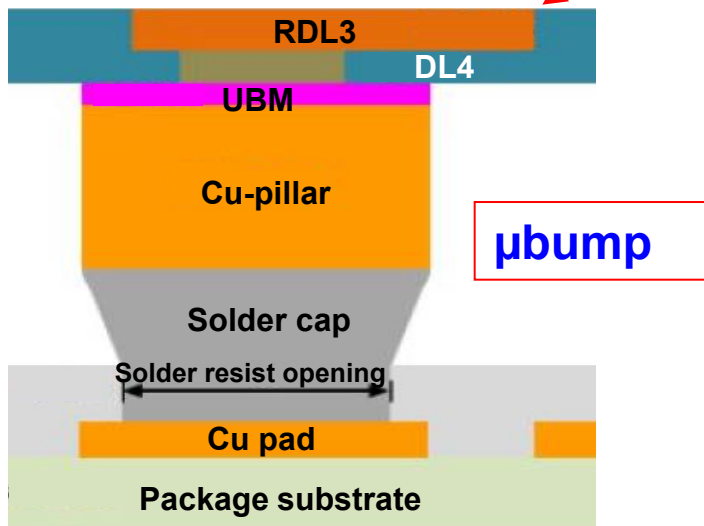 RDL3
DL4
UBM
Cu-pillar
µbump
Solder cap
Solder resist opening
Cu pad
Package substrate